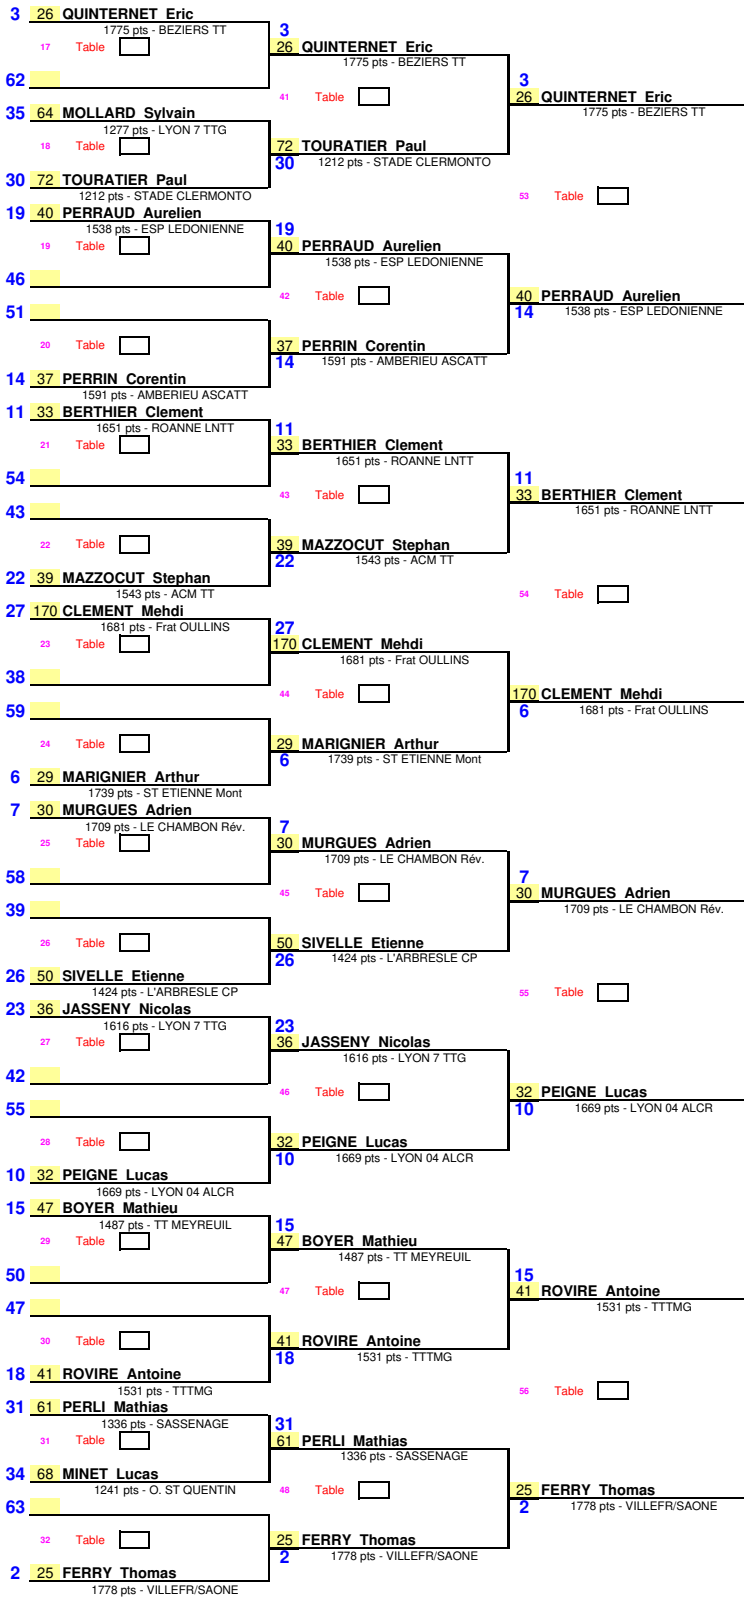 3 26 QUINTERNET Eric
1775 pts - BEZIERS TT
3
17 Table
26 QUINTERNET Eric
1775 pts - BEZIERS TT
62
3
41 Table
26 QUINTERNET Eric
35 64 MOLLARD Sylvain
1775 pts - BEZIERS TT
1277 pts - LYON 7 TTG
18 Table
72 TOURATIER Paul
30
1212 pts - STADE CLERMONTO
30 72 TOURATIER Paul
1212 pts - STADE CLERMONTO
53 Table
19 40 PERRAUD Aurelien
1538 pts - ESP LEDONIENNE
19
19 Table
40 PERRAUD Aurelien
1538 pts - ESP LEDONIENNE
46
42 Table
40 PERRAUD Aurelien
51
14
1538 pts - ESP LEDONIENNE
20 Table
37 PERRIN Corentin
14
1591 pts - AMBERIEU ASCATT
14 37 PERRIN Corentin
1591 pts - AMBERIEU ASCATT
11 33 BERTHIER Clement
1651 pts - ROANNE LNTT
11
21 Table
33 BERTHIER Clement
1651 pts - ROANNE LNTT
54
11
43 Table
33 BERTHIER Clement
43
1651 pts - ROANNE LNTT
22 Table
39 MAZZOCUT Stephan
22
1543 pts - ACM TT
22 39 MAZZOCUT Stephan
1543 pts - ACM TT
54 Table
27 170 CLEMENT Mehdi
1681 pts - Frat OULLINS
27
23 Table
170 CLEMENT Mehdi
1681 pts - Frat OULLINS
38
44 Table
170 CLEMENT Mehdi
59
6
1681 pts - Frat OULLINS
24 Table
29 MARIGNIER Arthur
6
1739 pts - ST ETIENNE Mont
6 29 MARIGNIER Arthur
1739 pts - ST ETIENNE Mont
7 30 MURGUES Adrien
1709 pts - LE CHAMBON Rév.
7
25 Table
30 MURGUES Adrien
1709 pts - LE CHAMBON Rév.
58
7
45 Table
30 MURGUES Adrien
39
1709 pts - LE CHAMBON Rév.
26 Table
50 SIVELLE Etienne
26
1424 pts - L'ARBRESLE CP
26 50 SIVELLE Etienne
1424 pts - L'ARBRESLE CP
55 Table
23 36 JASSENY Nicolas
1616 pts - LYON 7 TTG
23
27 Table
36 JASSENY Nicolas
1616 pts - LYON 7 TTG
42
46 Table
32 PEIGNE Lucas
55
10
1669 pts - LYON 04 ALCR
28 Table
32 PEIGNE Lucas
10
1669 pts - LYON 04 ALCR
10 32 PEIGNE Lucas
1669 pts - LYON 04 ALCR
15 47 BOYER Mathieu
1487 pts - TT MEYREUIL
15
29 Table
47 BOYER Mathieu
1487 pts - TT MEYREUIL
50
15
47 Table
41 ROVIRE Antoine
47
1531 pts - TTTMG
30 Table
41 ROVIRE Antoine
18
1531 pts - TTTMG
18 41 ROVIRE Antoine
1531 pts - TTTMG
56 Table
31 61 PERLI Mathias
1336 pts - SASSENAGE
31
31 Table
61 PERLI Mathias
1336 pts - SASSENAGE
34 68 MINET Lucas
1241 pts - O. ST QUENTIN
48 Table
25 FERRY Thomas
63
2
1778 pts - VILLEFR/SAONE
32 Table
25 FERRY Thomas
2
1778 pts - VILLEFR/SAONE
2 25 FERRY Thomas
1778 pts - VILLEFR/SAONE